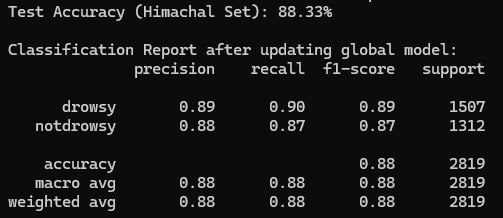 Test Accuracy (Himachal Set): 88.33%
Classification Report after updating global model:
precision recall f1-score support
drowsy 0.89 0.90 0.89 1507
notdrowsy 0.88 0.87 0.87 1312
accuracy 0.88 2819
macro avg 0.88 0.88 0.88 2819
weighted avg 0.88 0.88 0.88 2819